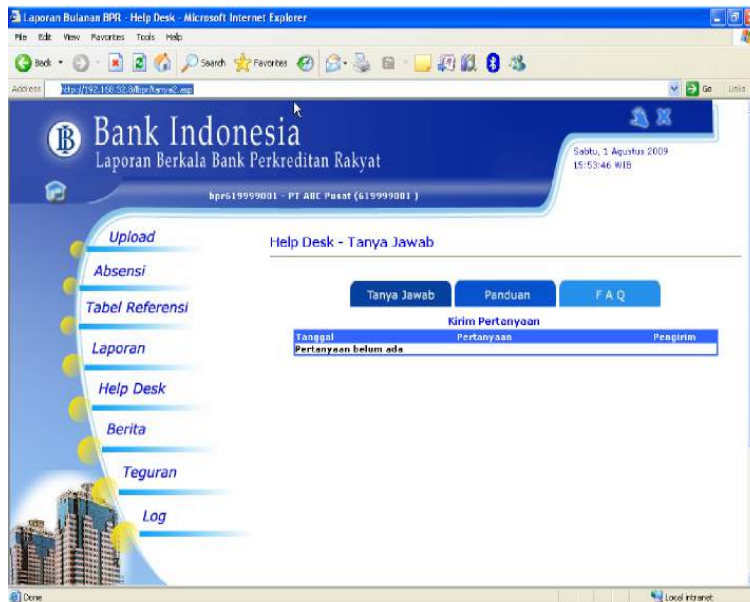 Laporan Bulanan BPR - Help Desk - Microsoft Internet Explorer
File Edit View Favorites Tools Help
Back Search Favorites
Address Go Links
Bank Indonesia
Laporan Berkala Bank Perkreditan Rakyat
Sabtu, 1 Agustus 2009
15:53:46 WIB
bpr619999001 - PT ABC Pusat (619999001 )
Upload
Absensi
Tabel Referensi
Laporan
Help Desk
Berita
Teguran
Log
Help Desk - Tanya Jawab
Tanya Jawab Panduan F A Q
Kirim Pertanyaan
Tanggal Pertanyaan Pengirim
Pertanyaan belum ada
Done Local intranet